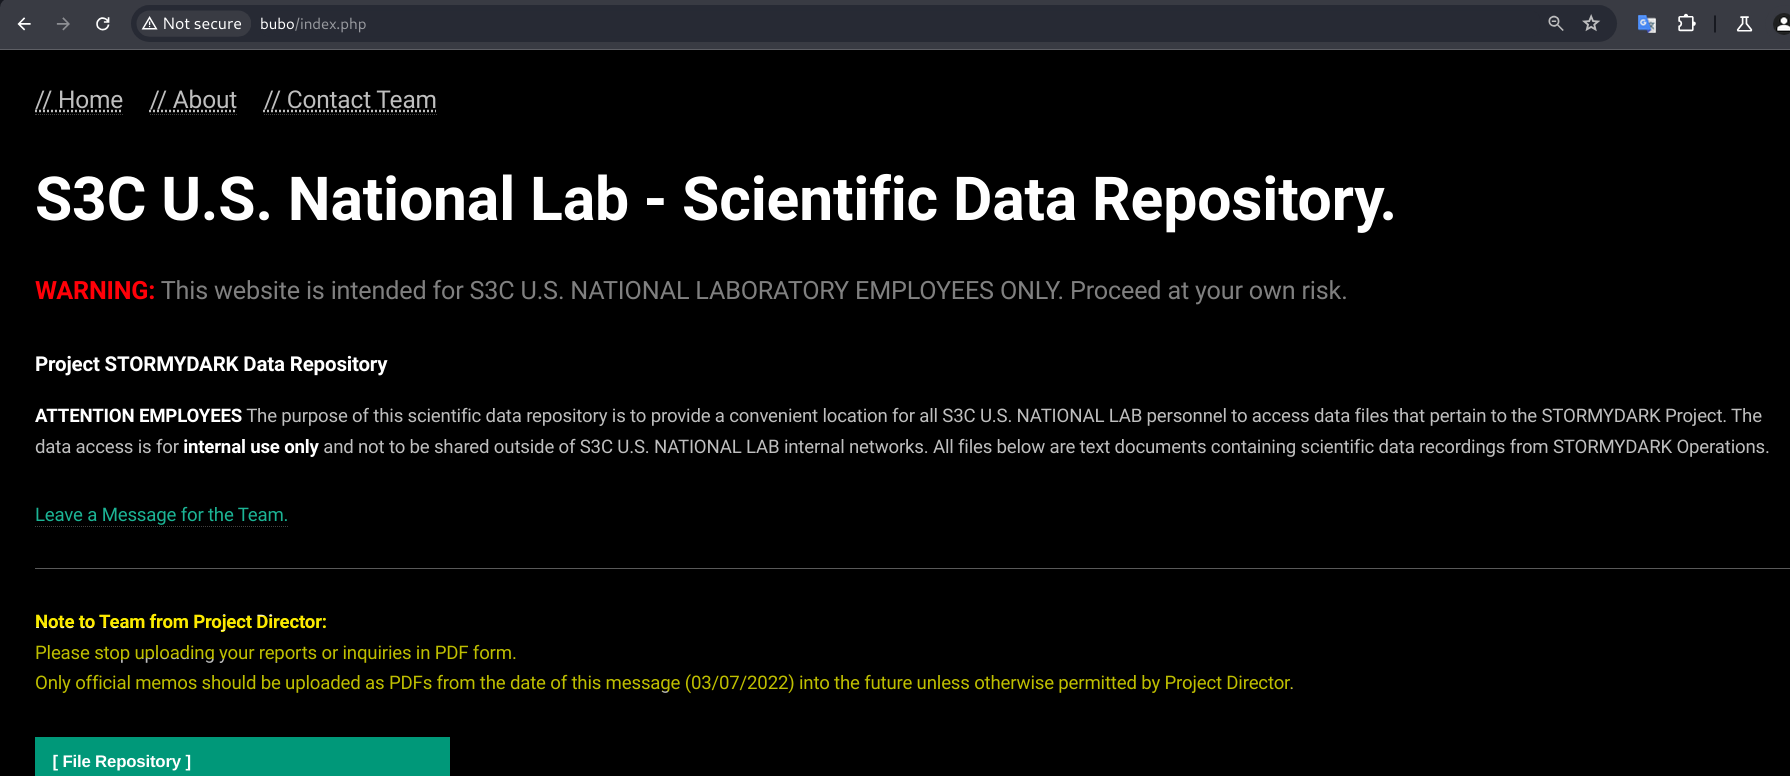 Not secure bubo/index.php
// Home // About // Contact Team
S3C U.S. National Lab - Scientific Data Repository.
WARNING: This website is intended for S3C U.S. NATIONAL LABORATORY EMPLOYEES ONLY. Proceed at your own risk.
Project STORMYDARK Data Repository
ATTENTION EMPLOYEES The purpose of this scientific data repository is to provide a convenient location for all S3C U.S. NATIONAL LAB personnel to access data files that pertain to the STORMYDARK Project. The
data access is for internal use only and not to be shared outside of S3C U.S. NATIONAL LAB internal networks. All files below are text documents containing scientific data recordings from STORMYDARK Operations.
Leave a Message for the Team.
Note to Team from Project Director:
Please stop uploading your reports or inquiries in PDF form.
Only official memos should be uploaded as PDFs from the date of this message (03/07/2022) into the future unless otherwise permitted by Project Director.
[ File Repository ]